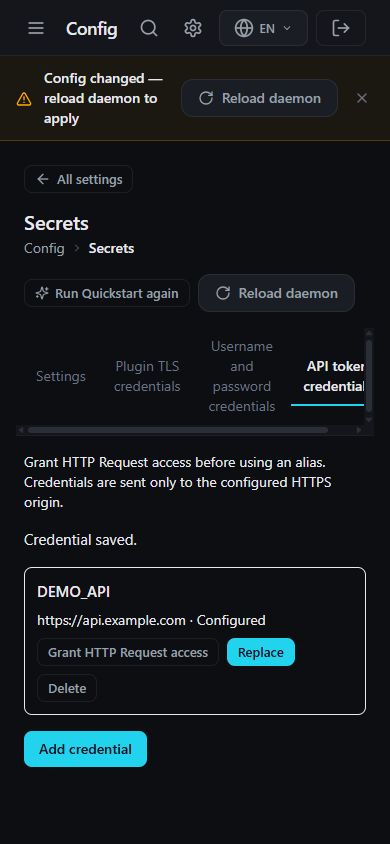 Config
EN
Config changed —
reload daemon to
apply
Reload daemon
All settings
Secrets
Config > Secrets
Run Quickstart again
Reload daemon
Settings
Plugin TLS
credentials
Username
and
password
credentials
API token
credential
Grant HTTP Request access before using an alias.
Credentials are sent only to the configured HTTPS
origin.
Credential saved.
DEMO_API
https://api.example.com · Configured
Grant HTTP Request access
Replace
Delete
Add credential